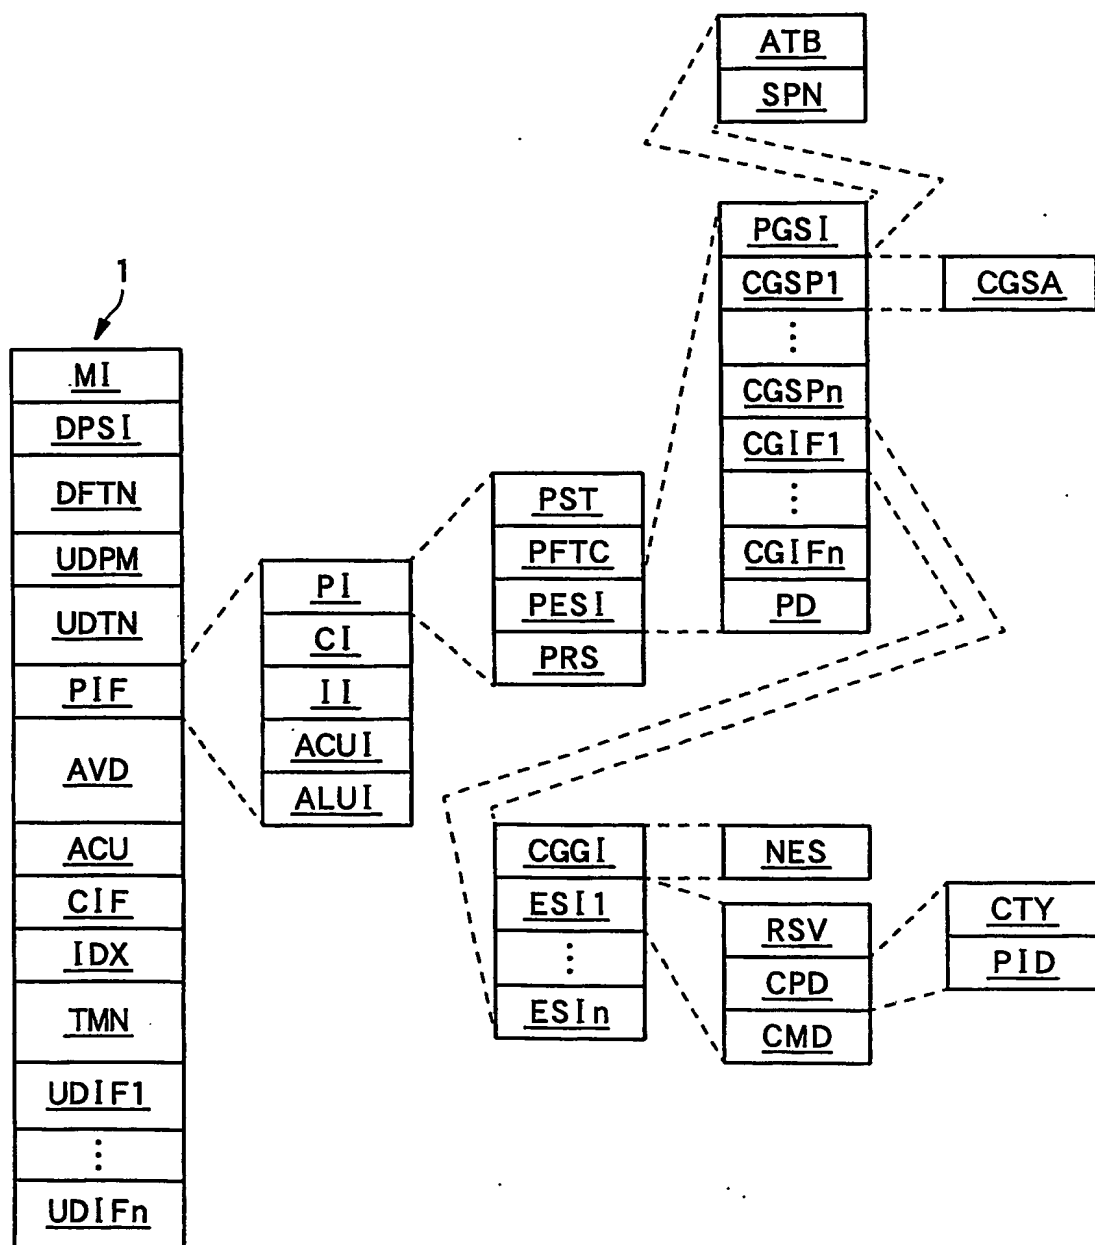 1
MI
DPSI
DFTN
UDPM
UDTN
PIF
AVD
ACU
CIF
IDX
TMN
UDIF1
⋮
UDIFn
PI
CI
II
ACUI
ALUI
PST
PFTC
PESI
PRS
ATB
SPN
PGSI
CGSP1
⋮
CGSPn
CGIF1
⋮
CGIFn
PD
CGSA
CGGI
ESI1
⋮
ESIn
NES
RSV
CPD
CMD
CTY
PID